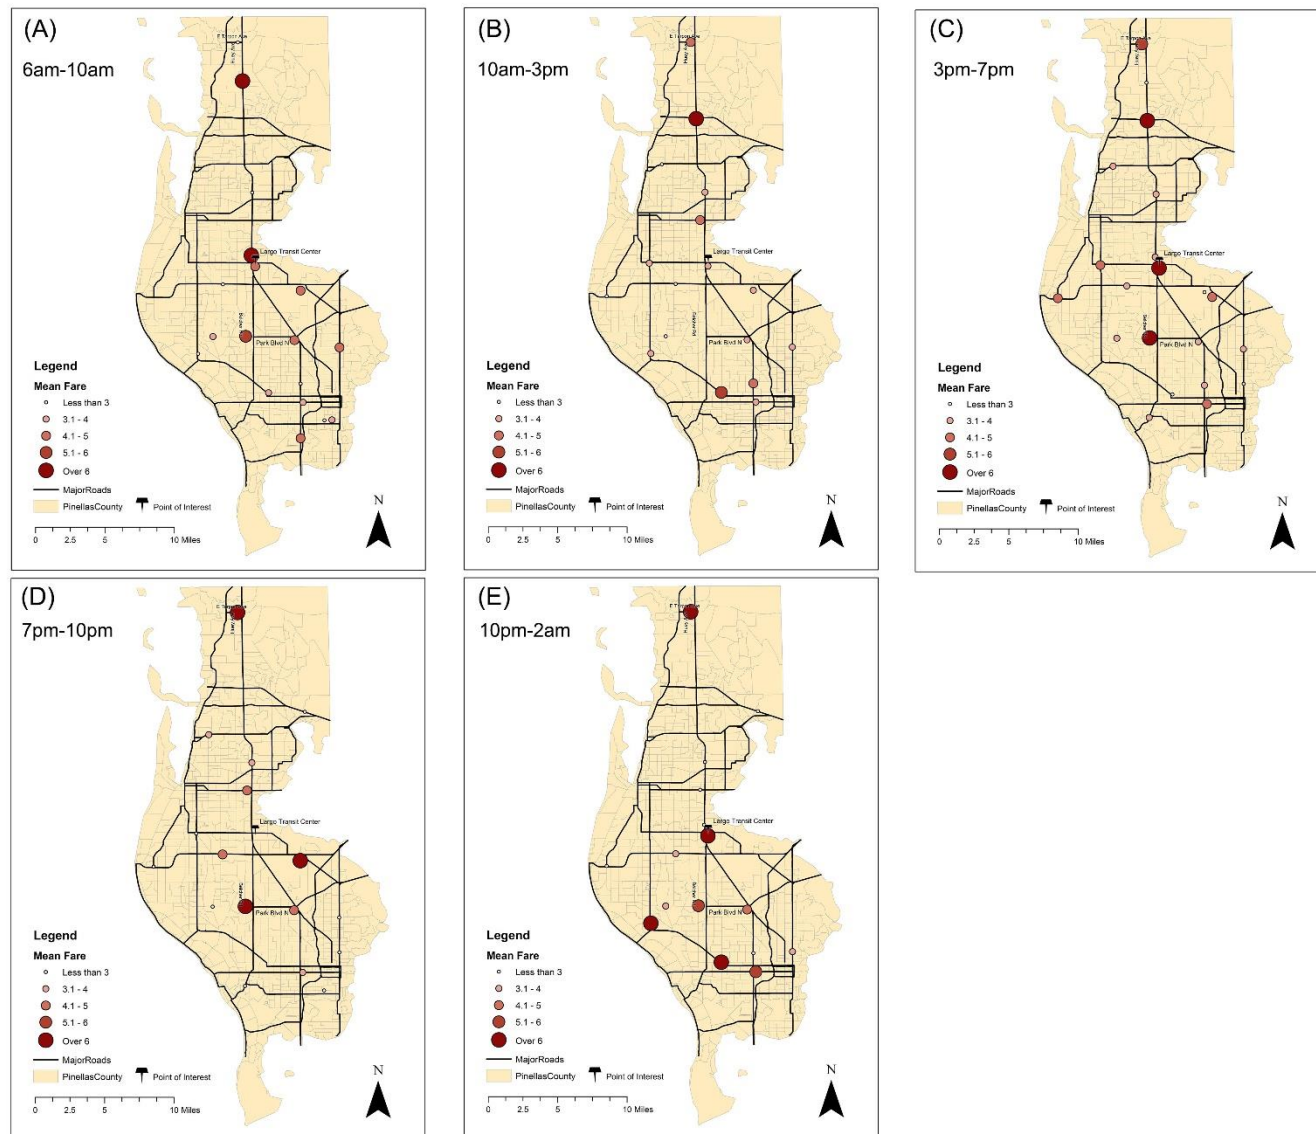 (A)
6am-10am
E Tarpon Ave
Largo Transit Center
Park Blvd N
Legend
Mean Fare
Less than 3
3.1 - 4
4.1 - 5
5.1 - 6
Over 6
MajorRoads
PinellasCounty
Point of Interest
0 2.5 5 10 Miles
N
(B)
10am-3pm
E Tarpon Ave
Largo Transit Center
Belcher Rd
Park Blvd N
Legend
Mean Fare
Less than 3
3.1 - 4
4.1 - 5
5.1 - 6
Over 6
MajorRoads
PinellasCounty
Point of Interest
0 2.5 5 10 Miles
N
(C)
3pm-7pm
E Tarpon Ave
Largo Transit Center
Park Blvd N
Legend
Mean Fare
Less than 3
3.1 - 4
4.1 - 5
5.1 - 6
Over 6
MajorRoads
PinellasCounty
Point of Interest
0 2.5 5 10 Miles
N
(D)
7pm-10pm
Largo Transit Center
Park Blvd N
Legend
Mean Fare
Less than 3
3.1 - 4
4.1 - 5
5.1 - 6
Over 6
MajorRoads
PinellasCounty
Point of Interest
0 2.5 5 10 Miles
N
(E)
10pm-2am
Largo Transit Center
Park Blvd N
Legend
Mean Fare
Less than 3
3.1 - 4
4.1 - 5
5.1 - 6
Over 6
MajorRoads
PinellasCounty
Point of Interest
0 2.5 5 10 Miles
N